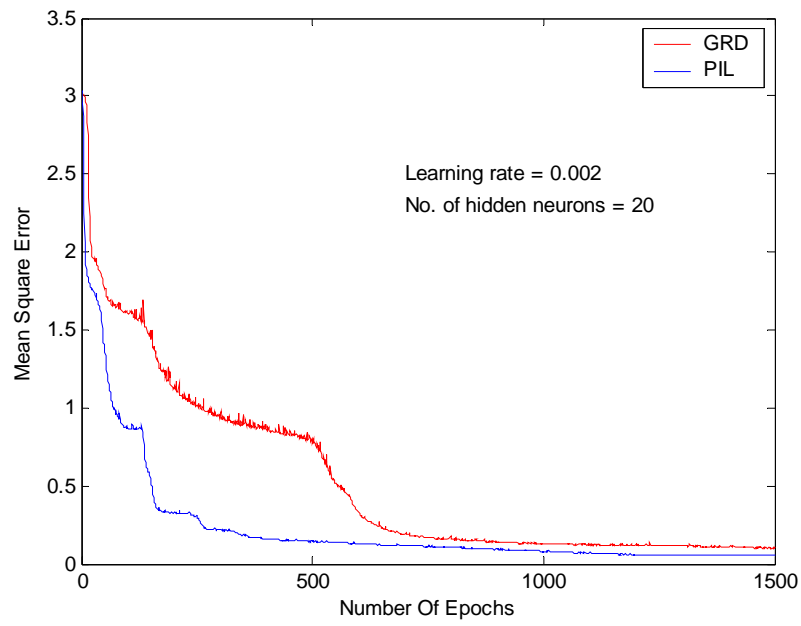 3.5
3
2.5
2
1.5
1
0.5
0
Mean Square Error
GRD
PIL
Learning rate = 0.002
No. of hidden neurons = 20
0
500
1000
1500
Number Of Epochs